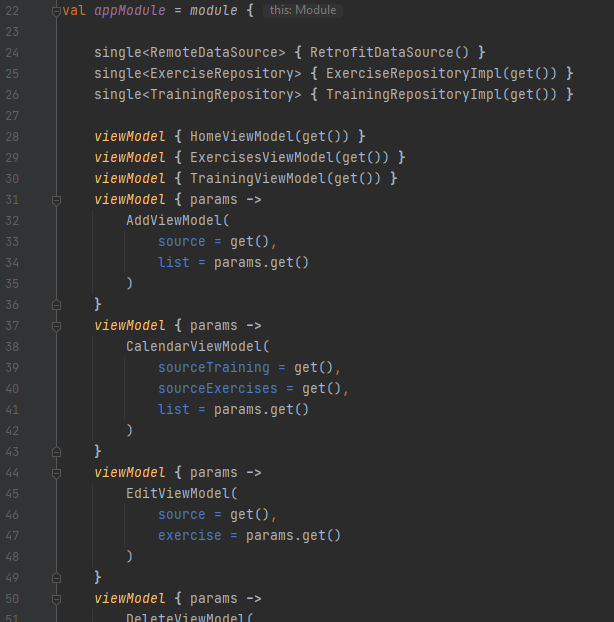 22 val appModule = module { this: Module
23
24 single<RemoteDataSource> { RetrofitDataSource() }
25 single<ExerciseRepository> { ExerciseRepositoryImpl(get()) }
26 single<TrainingRepository> { TrainingRepositoryImpl(get()) }
27
28 viewModel { HomeViewModel(get()) }
29 viewModel { ExercisesViewModel(get()) }
30 viewModel { TrainingViewModel(get()) }
31 viewModel { params ->
32 AddViewModel(
33 source = get(),
34 list = params.get()
35 )
36 }
37 viewModel { params ->
38 CalendarViewModel(
39 sourceTraining = get(),
40 sourceExercises = get(),
41 list = params.get()
42 )
43 }
44 viewModel { params ->
45 EditViewModel(
46 source = get(),
47 exercise = params.get()
48 )
49 }
50 viewModel { params ->
51 DeleteViewModel(